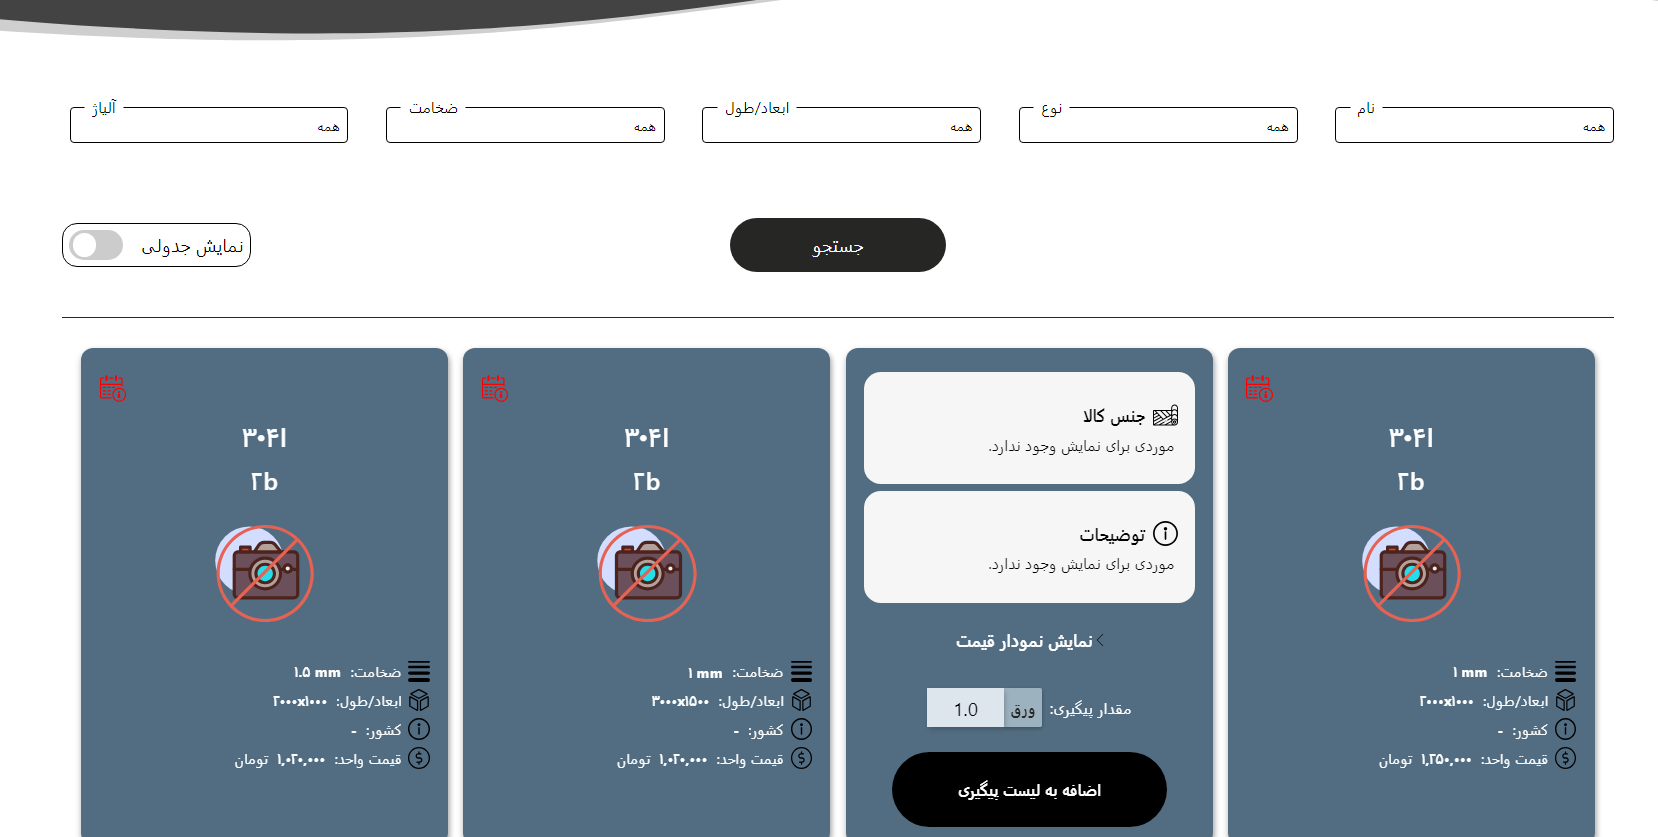 نام
همه
نوع
همه
ابعاد/طول
همه
ضخامت
همه
آلیاژ
همه
جستجو
نمایش جدولی
۳۰۴l
۲b
ضخامت: ۱ mm
ابعاد/طول: ۲۰۰۰x۱۰۰۰
کشور: -
قیمت واحد: ۱,۲۵۰,۰۰۰ تومان
جنس کالا
موردی برای نمایش وجود ندارد.
توضیحات
موردی برای نمایش وجود ندارد.
نمایش نمودار قیمت
مقدار پیگیری: ورق 1.0
اضافه به لیست پیگیری
۳۰۴l
۲b
ضخامت: ۱ mm
ابعاد/طول: ۳۰۰۰x۱۵۰۰
کشور: -
قیمت واحد: ۱,۰۲۰,۰۰۰ تومان
۳۰۴l
۲b
ضخامت: ۱.۵ mm
ابعاد/طول: ۲۰۰۰x۱۰۰۰
کشور: -
قیمت واحد: ۱,۰۲۰,۰۰۰ تومان